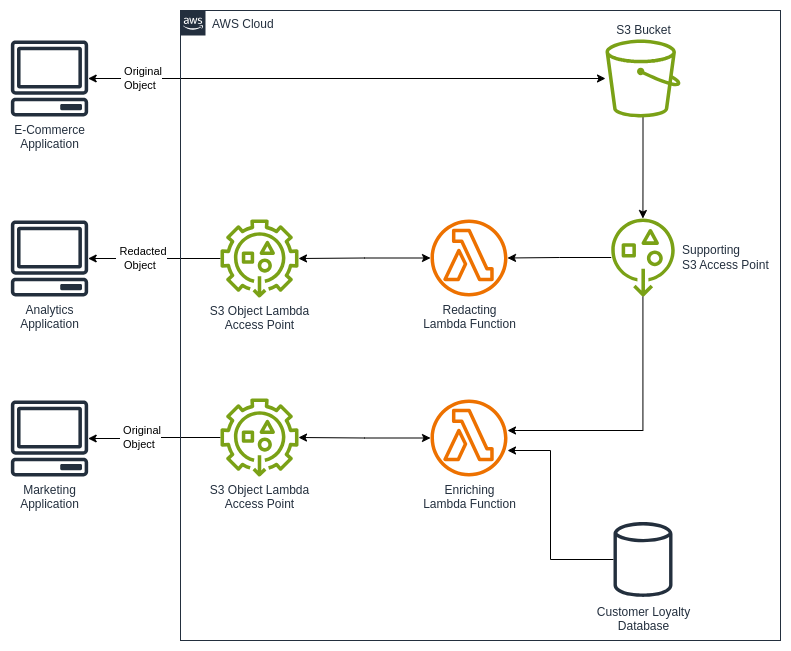 aws
AWS Cloud
S3 Bucket
Original
Object
E-Commerce
Application
Redacted
Object
Supporting
S3 Access Point
Analytics
Application
S3 Object Lambda
Access Point
Redacting
Lambda Function
Original
Object
Marketing
Application
S3 Object Lambda
Access Point
Enriching
Lambda Function
Customer Loyalty
Database